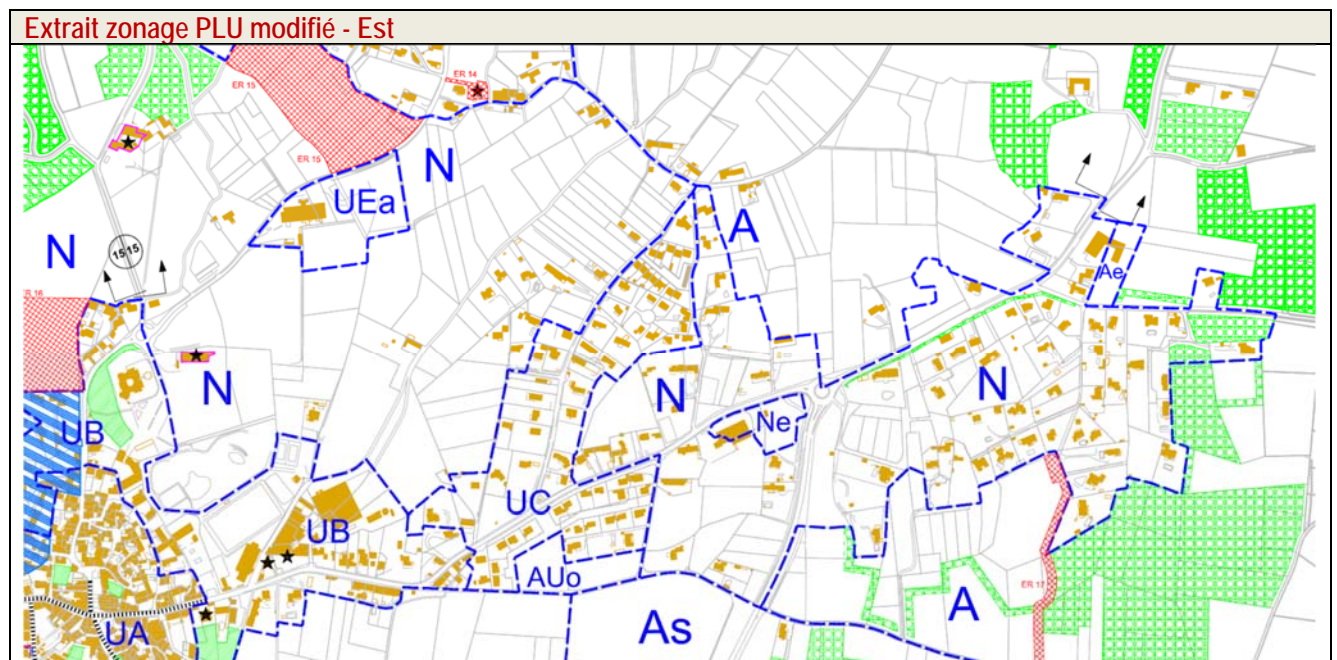 Extrait zonage PLU modifié - Est
ER 14
ER 15
ER 15
N
UEa
N
A
15 15
Ae
ER 16
N
N
N
Ne
UB
UC
UB
AUo
ER 17
A
As
UA